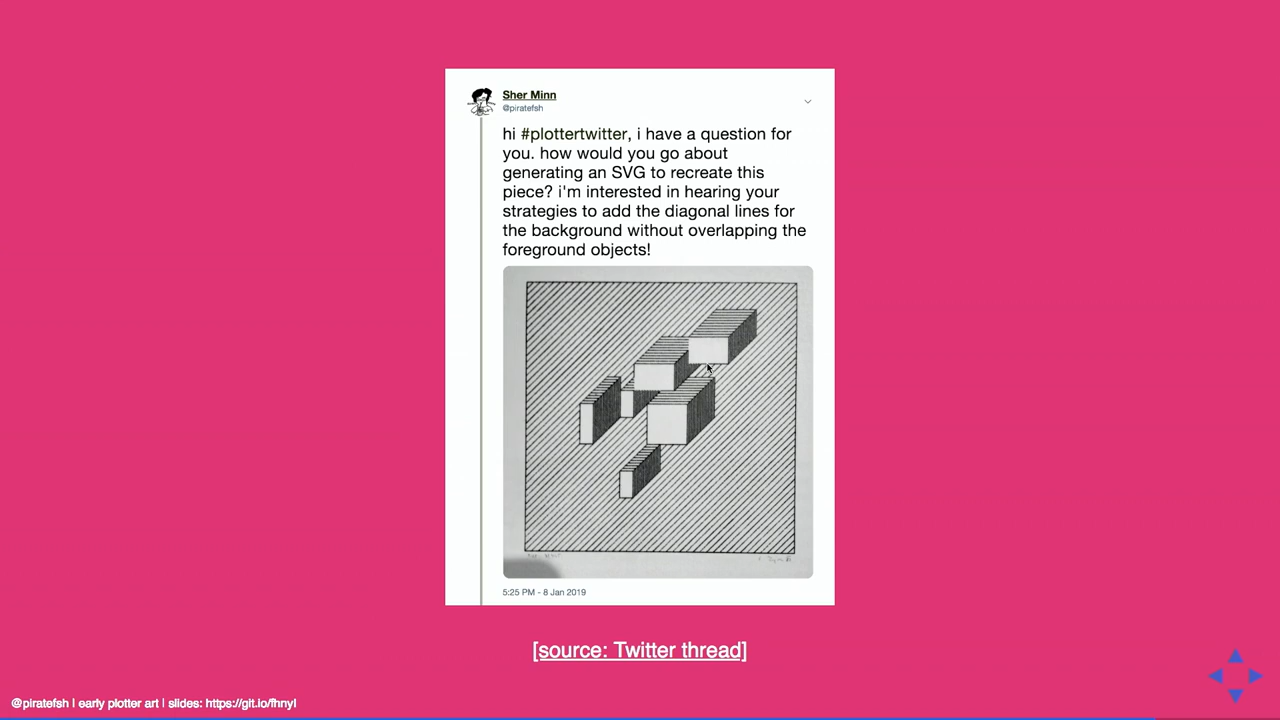 Sher Minn
@piratefsh
hi #plottertwitter, i have a question for
you. how would you go about
generating an SVG to recreate this
piece? i'm interested in hearing your
strategies to add the diagonal lines for
the background without overlapping the
foreground objects!
5:25 PM - 8 Jan 2019
[source: Twitter thread]
@piratefsh | early plotter art | slides: https://git.io/fhnyI